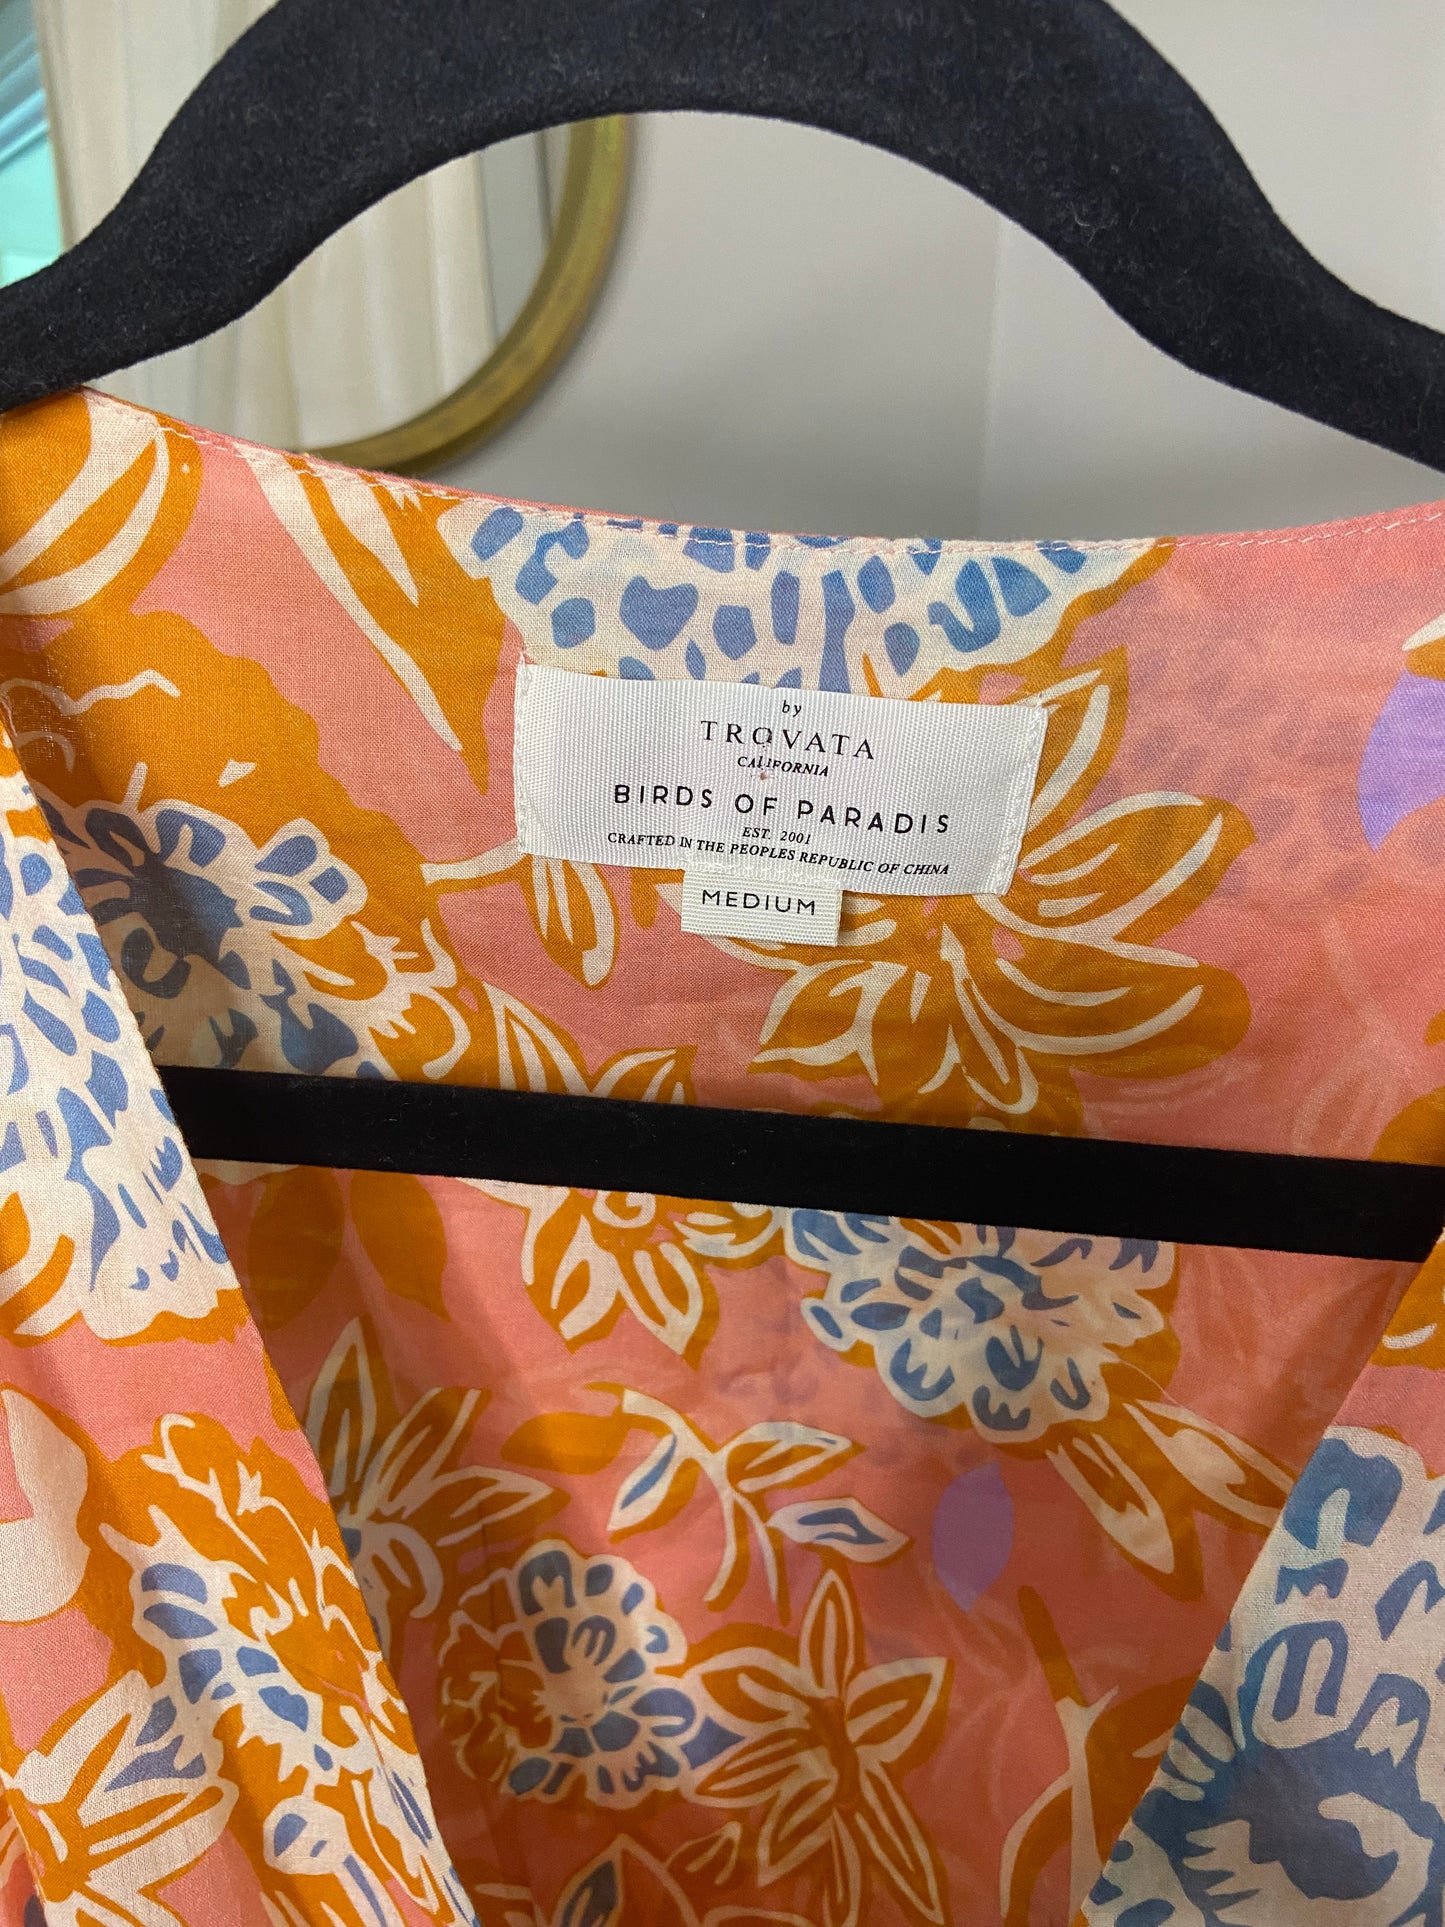 by
TROVATA
CALIFORNIA
BIRDS OF PARADIS
EST. 2001
CRAFTED IN THE PEOPLES REPUBLIC OF CHINA
MEDIUM